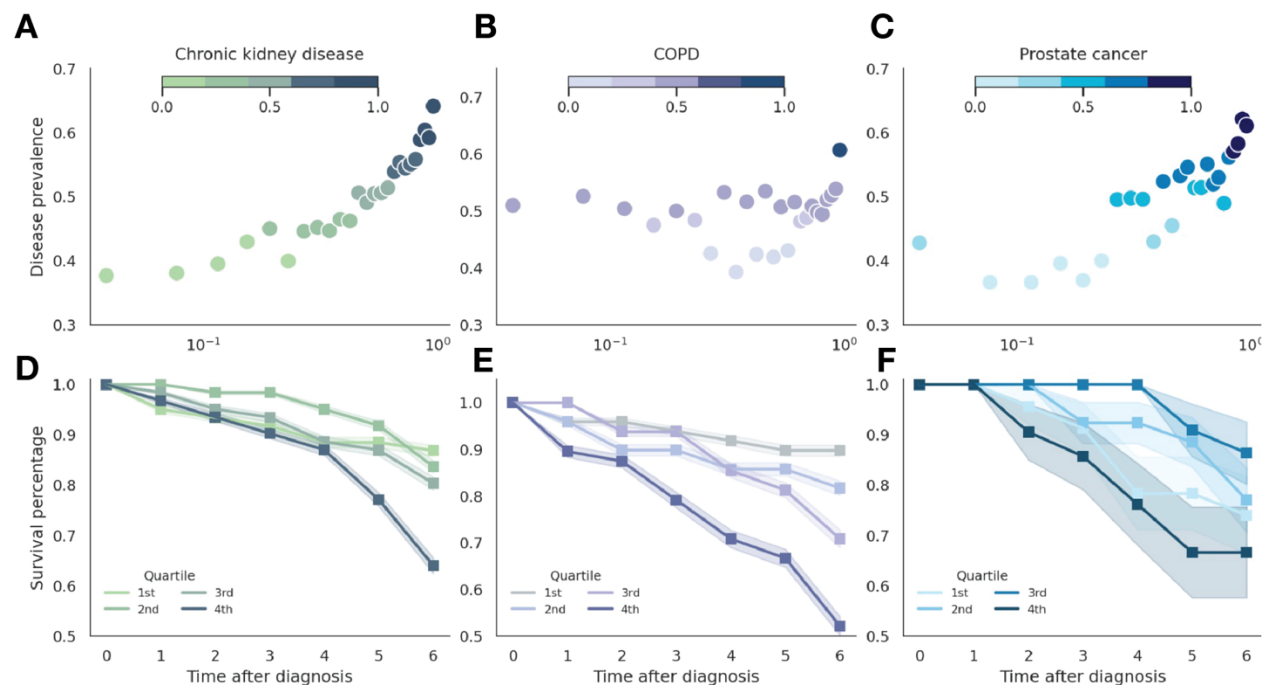 A
B
C
Chronic kidney disease
COPD
Prostate cancer
0.0 0.5 1.0
0.0 0.5 1.0
0.0 0.5 1.0
Disease prevalence
0.7
0.6
0.5
0.4
0.3
10⁻¹ 10⁰
0.7
0.6
0.5
0.4
0.3
10⁻¹ 10⁰
0.7
0.6
0.5
0.4
0.3
10⁻¹ 10⁰
D
E
F
Survival percentage
1.0
0.9
0.8
0.7
0.6
0.5
Quartile
1st 3rd
2nd 4th
0 1 2 3 4 5 6
Time after diagnosis
1.0
0.9
0.8
0.7
0.6
0.5
Quartile
1st 3rd
2nd 4th
0 1 2 3 4 5 6
Time after diagnosis
1.0
0.9
0.8
0.7
0.6
0.5
Quartile
1st 3rd
2nd 4th
0 1 2 3 4 5 6
Time after diagnosis